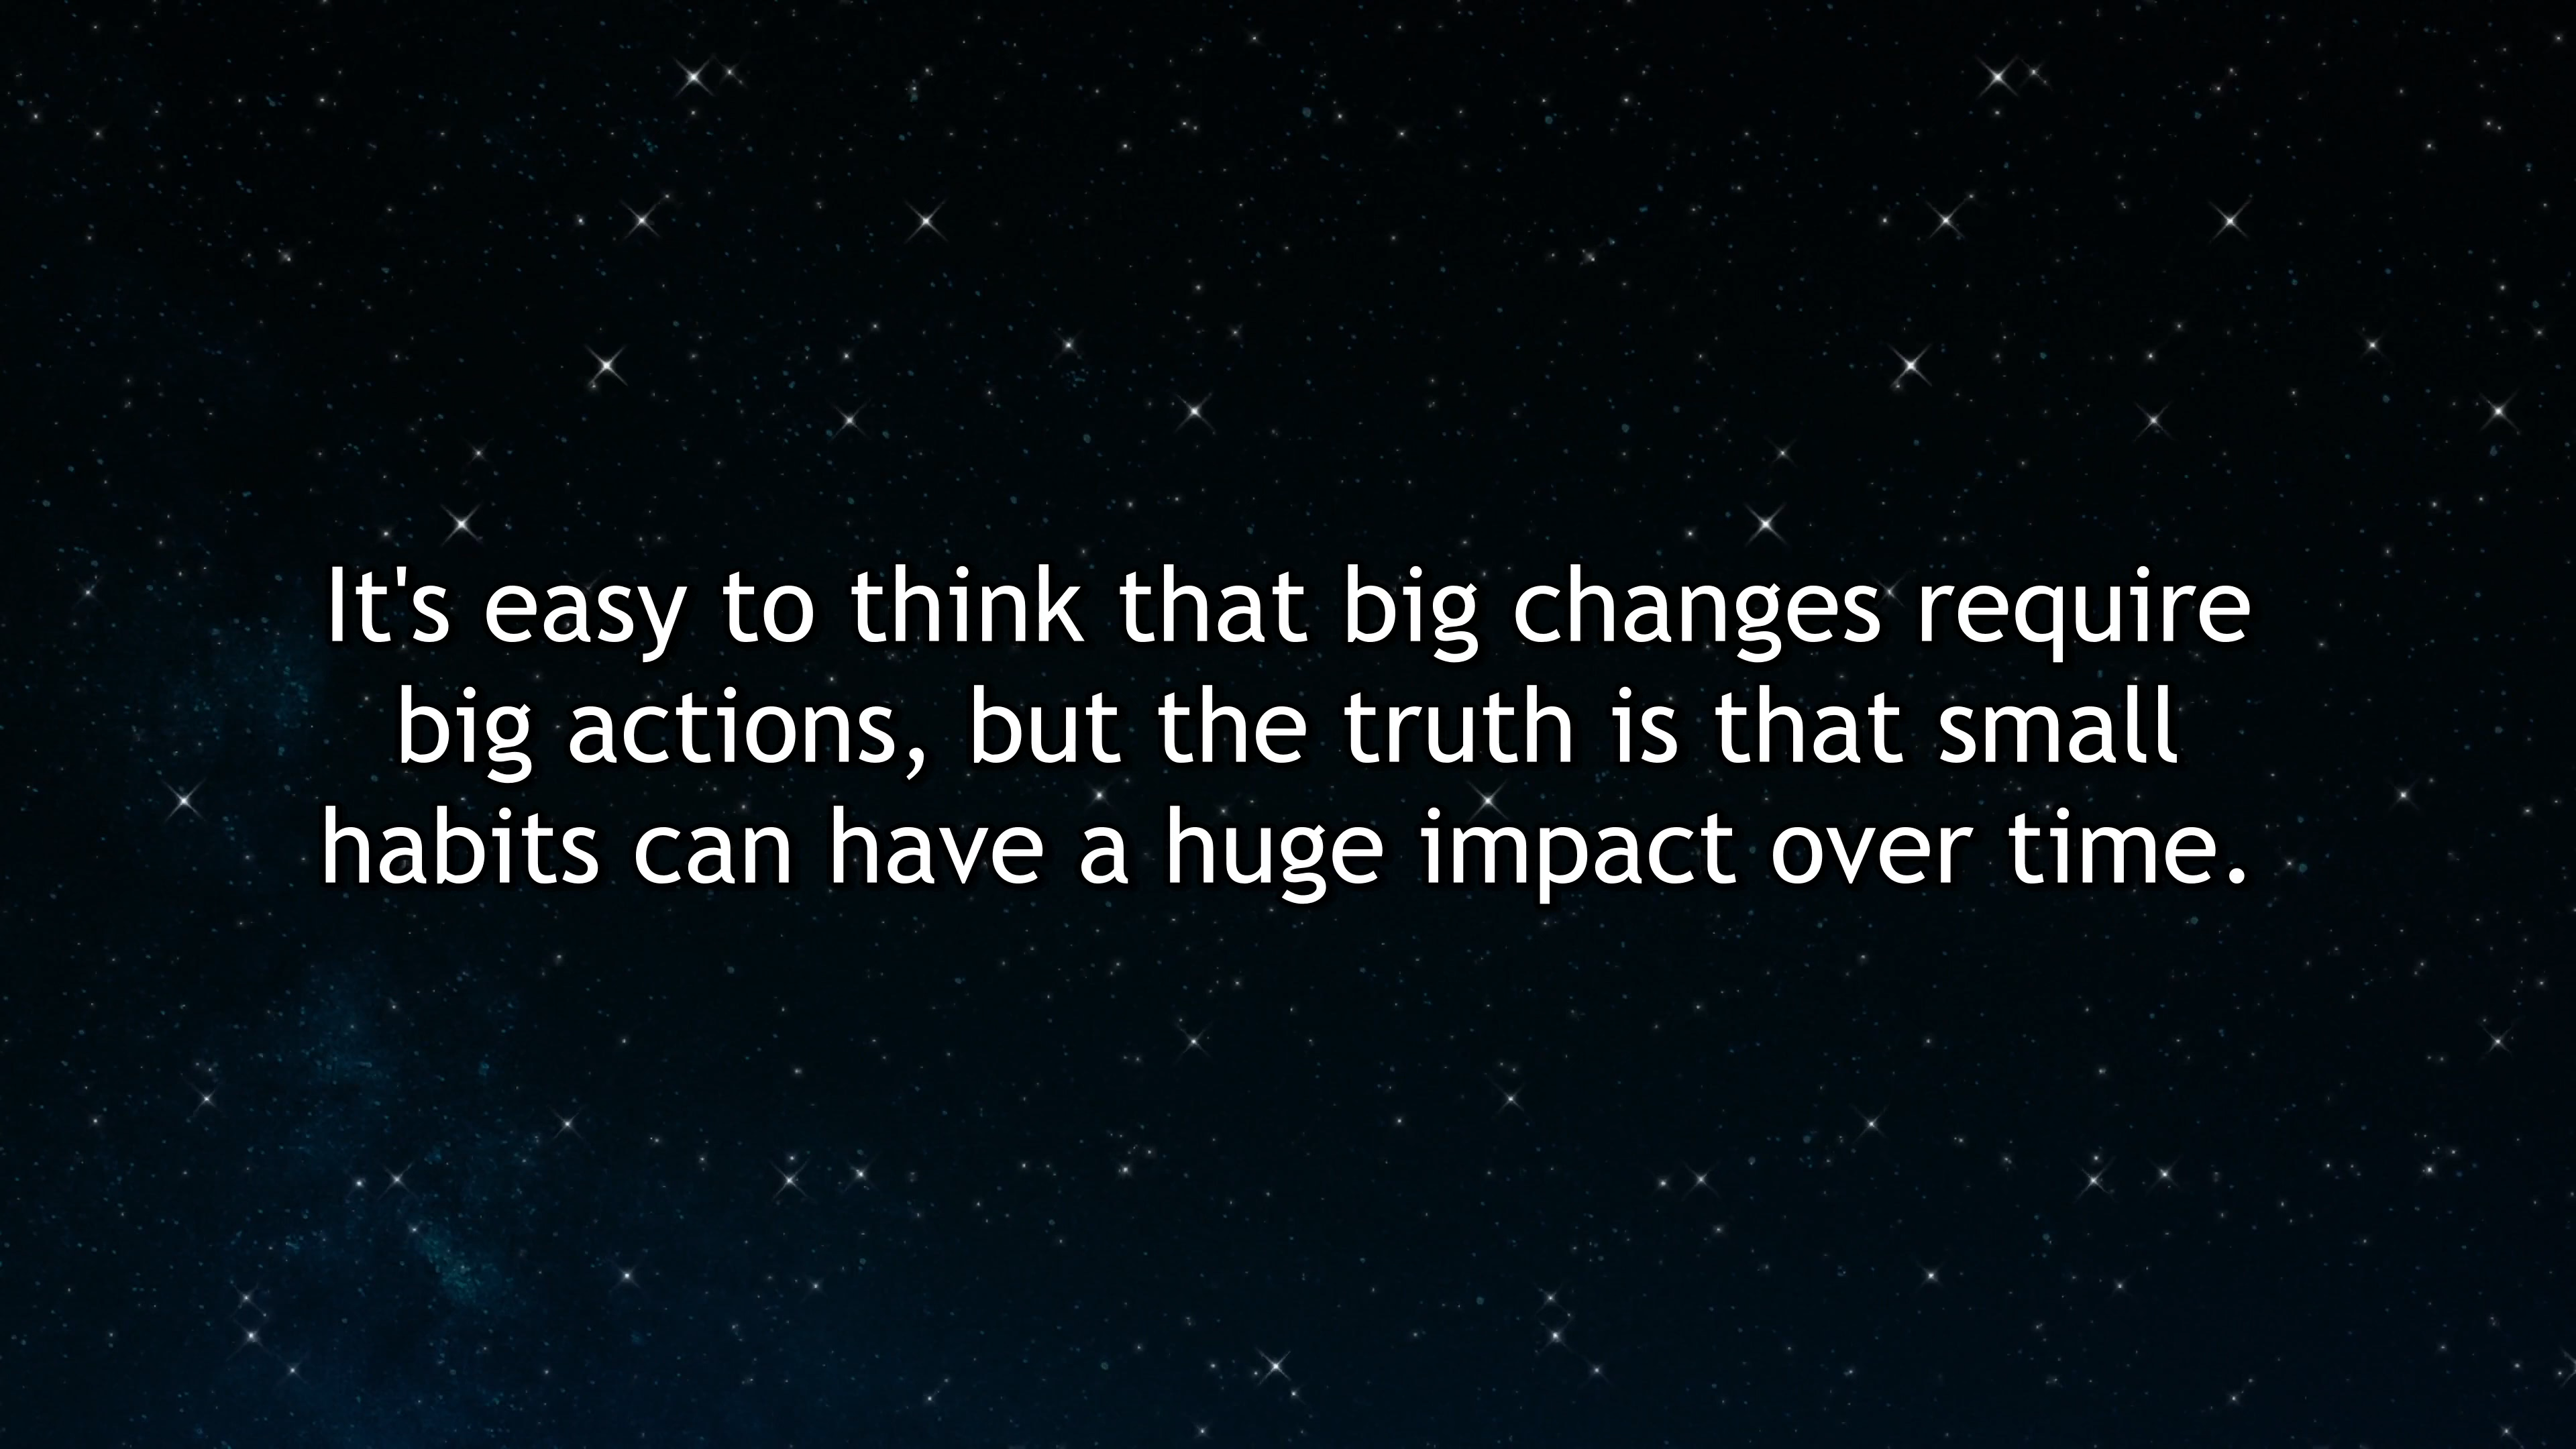 It's easy to think that big changes require
big actions, but the truth is that small
habits can have a huge impact over time.